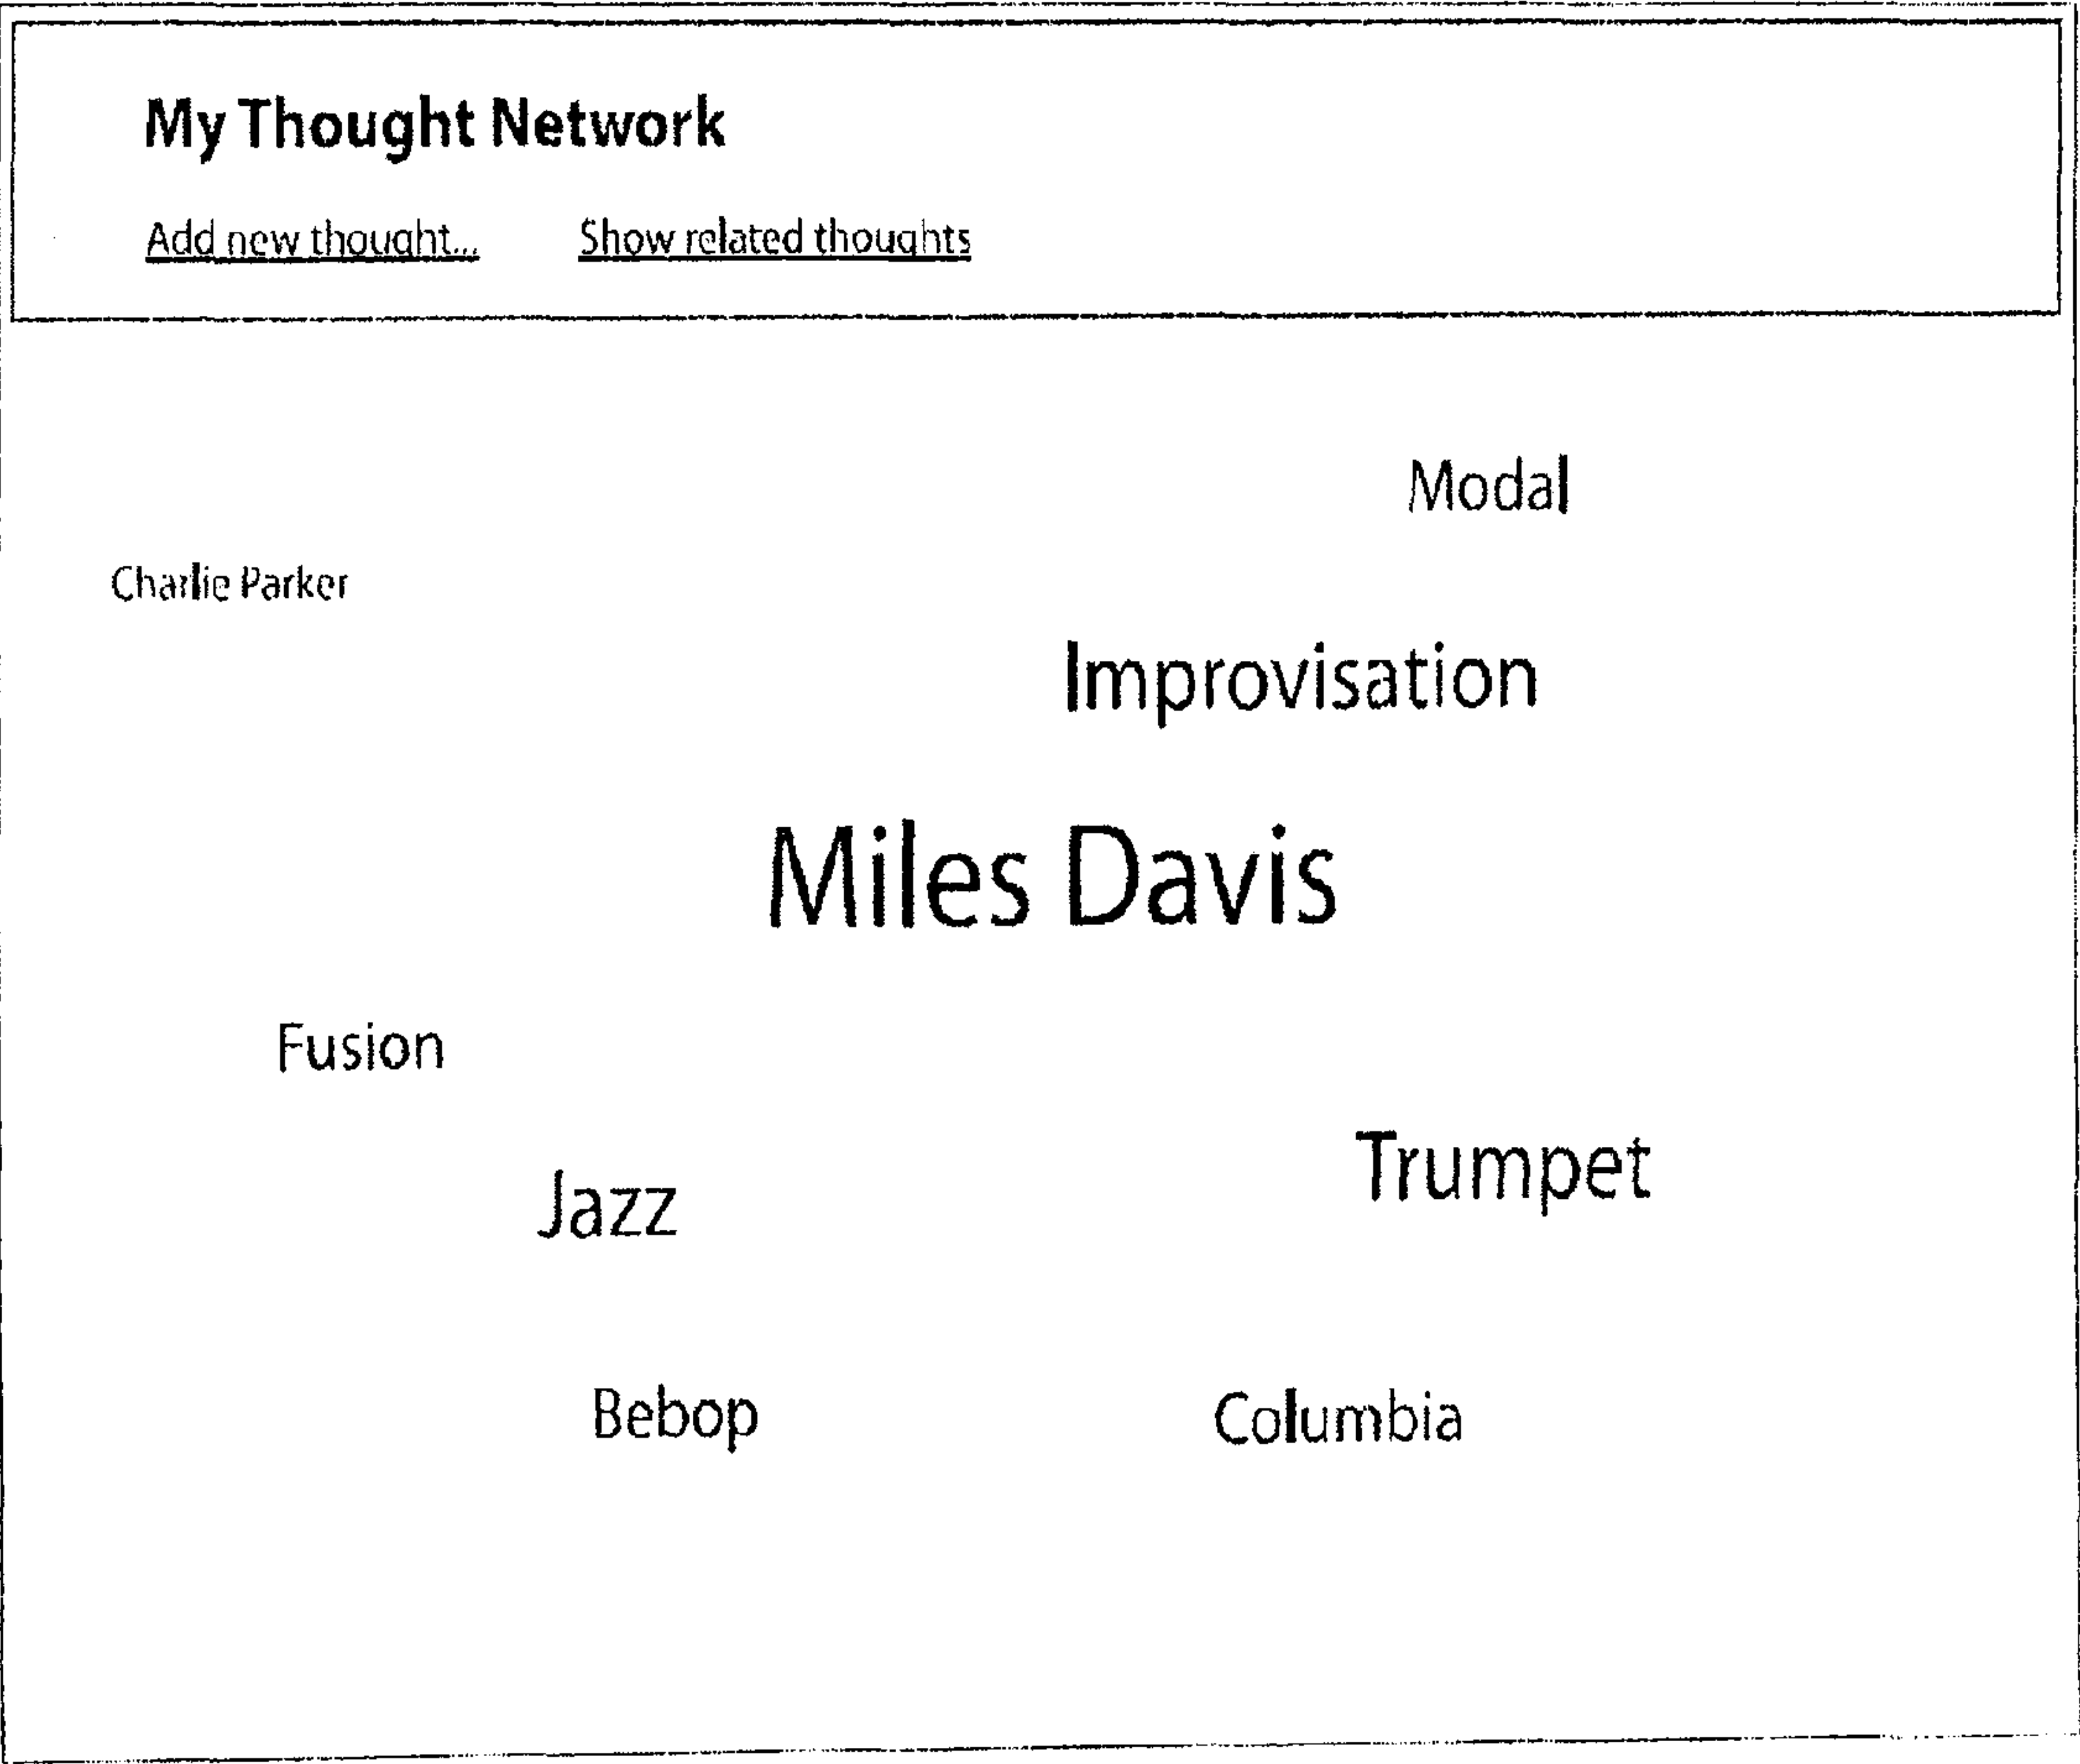 My Thought Network
Add new thought... Show related thoughts
Modal
Charlie Parker
Improvisation
Miles Davis
Fusion
Trumpet
Jazz
Bebop
Columbia